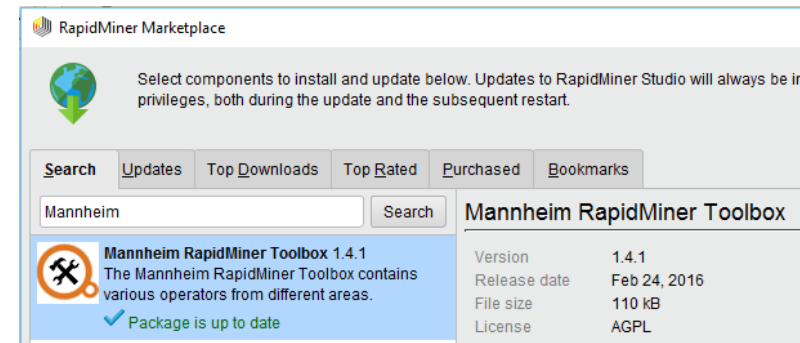 RapidMiner Marketplace
Select components to install and update below. Updates to RapidMiner Studio will always be
privileges, both during the update and the subsequent restart.
Search Updates Top Downloads Top Rated Purchased Bookmarks
Mannheim Search
Mannheim RapidMiner Toolbox
Mannheim RapidMiner Toolbox 1.4.1
The Mannheim RapidMiner Toolbox contains
various operators from different areas.
Package is up to date
Version 1.4.1
Release date Feb 24, 2016
File size 110 kB
License AGPL